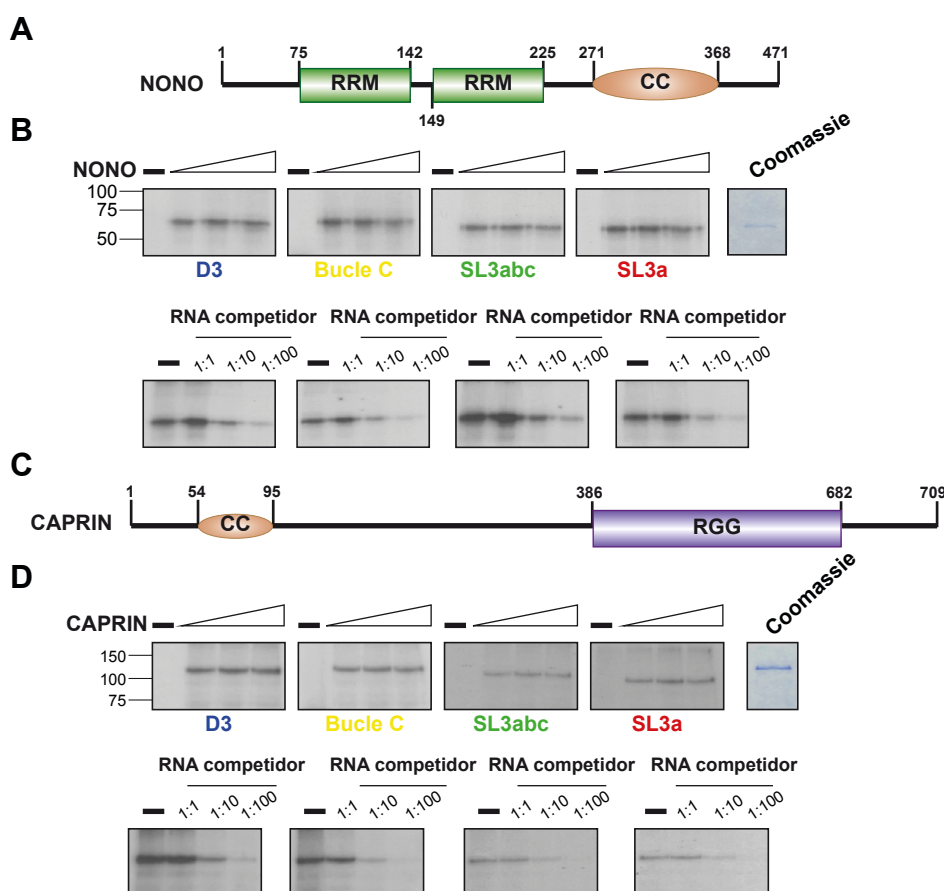 A
1 75 142 225 271 368 471
NONO RRM RRM CC
149
B
NONO Coomassie
100
75
50
D3 Bucle C SL3abc SL3a
RNA competidor RNA competidor RNA competidor RNA competidor
1:1 1:10 1:100 1:1 1:10 1:100 1:1 1:10 1:100 1:1 1:10 1:100
C
1 54 95 386 682 709
CAPRIN CC RGG
D
CAPRIN Coomassie
150
100
75
D3 Bucle C SL3abc SL3a
RNA competidor RNA competidor RNA competidor RNA competidor
1:1 1:10 1:100 1:1 1:10 1:100 1:1 1:10 1:100 1:1 1:10 1:100